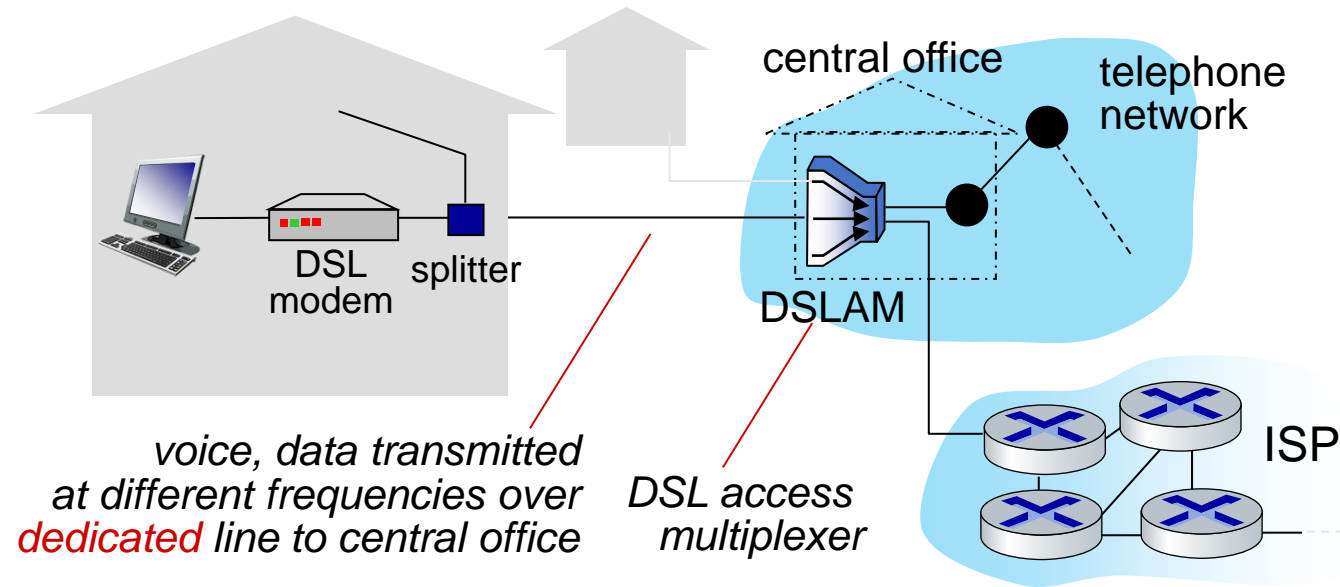 central office
telephone
network
DSL
modem
splitter
DSLAM
ISP
voice, data transmitted
at different frequencies over
dedicated line to central office
DSL access
multiplexer